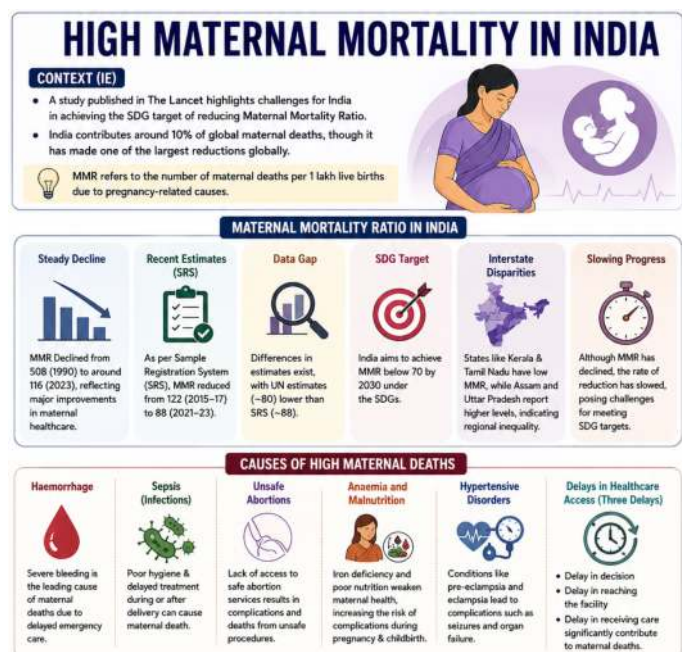 HIGH MATERNAL MORTALITY IN INDIA
CONTEXT (IE)
• A study published in The Lancet highlights challenges for India
in achieving the SDG target of reducing Maternal Mortality Ratio.
• India contributes around 10% of global maternal deaths, though it
has made one of the largest reductions globally.
MMR refers to the number of maternal deaths per 1 lakh live births
due to pregnancy-related causes.
MATERNAL MORTALITY RATIO IN INDIA
Steady Decline
MMR Declined from
508 (1990) to around
116 (2023), reflecting
major improvements
in maternal
healthcare.
Recent Estimates
(SRS)
As per Sample
Registration System
(SRS), MMR reduced
from 122 (2015–17)
to 88 (2021–23).
Data Gap
Differences in
estimates exist,
with UN estimates
(~80) lower than
SRS (~88).
SDG Target
India aims to achieve
MMR below 70 by
2030 under
the SDGs.
Interstate
Disparities
States like Kerala &
Tamil Nadu have low
MMR, while Assam and
Uttar Pradesh report
higher levels, indicating
regional inequality.
Slowing Progress
Although MMR has
declined, the rate of
reduction has slowed,
posing challenges
for meeting
SDG targets.
CAUSES OF HIGH MATERNAL DEATHS
Haemorrhage
Severe bleeding is
the leading cause
of maternal
deaths due to
delayed emergency
care.
Sepsis
(Infections)
Poor hygiene &
delayed treatment
during or after
delivery can cause
maternal death.
Unsafe
Abortions
Lack of access to
safe abortion
services results in
complications and
deaths from unsafe
procedures.
Anaemia and
Malnutrition
Iron deficiency and
poor nutrition weaken
maternal health,
increasing the risk of
complications during
pregnancy & childbirth.
Hypertensive
Disorders
Conditions like
pre-eclampsia and
eclampsia lead to
complications such as
seizures and organ
failure.
Delays in Healthcare
Access (Three Delays)
• Delay in decision
• Delay in reaching
the facility
• Delay in receiving care
significantly contribute
to maternal deaths.